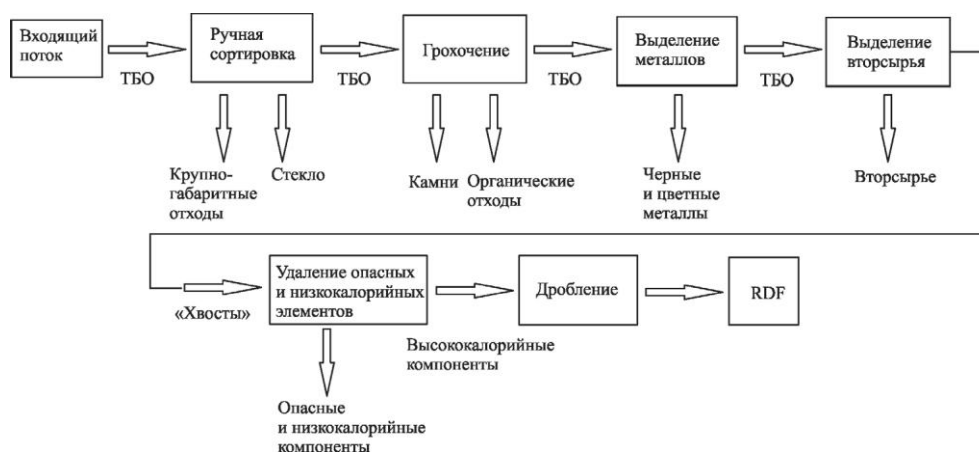 Входящий
поток
ТБО
Ручная
сортировка
ТБО
Грохочение
ТБО
Выделение
металлов
ТБО
Выделение
вторсырья
Крупно-
габаритные
отходы
Стекло
Камни
Органические
отходы
Черные
и цветные
металлы
Вторсырье
«Хвосты»
Удаление опасных
и низкокалорийных
элементов
Высококалорийные
компоненты
Дробление
RDF
Опасные
и низкокалорийные
компоненты